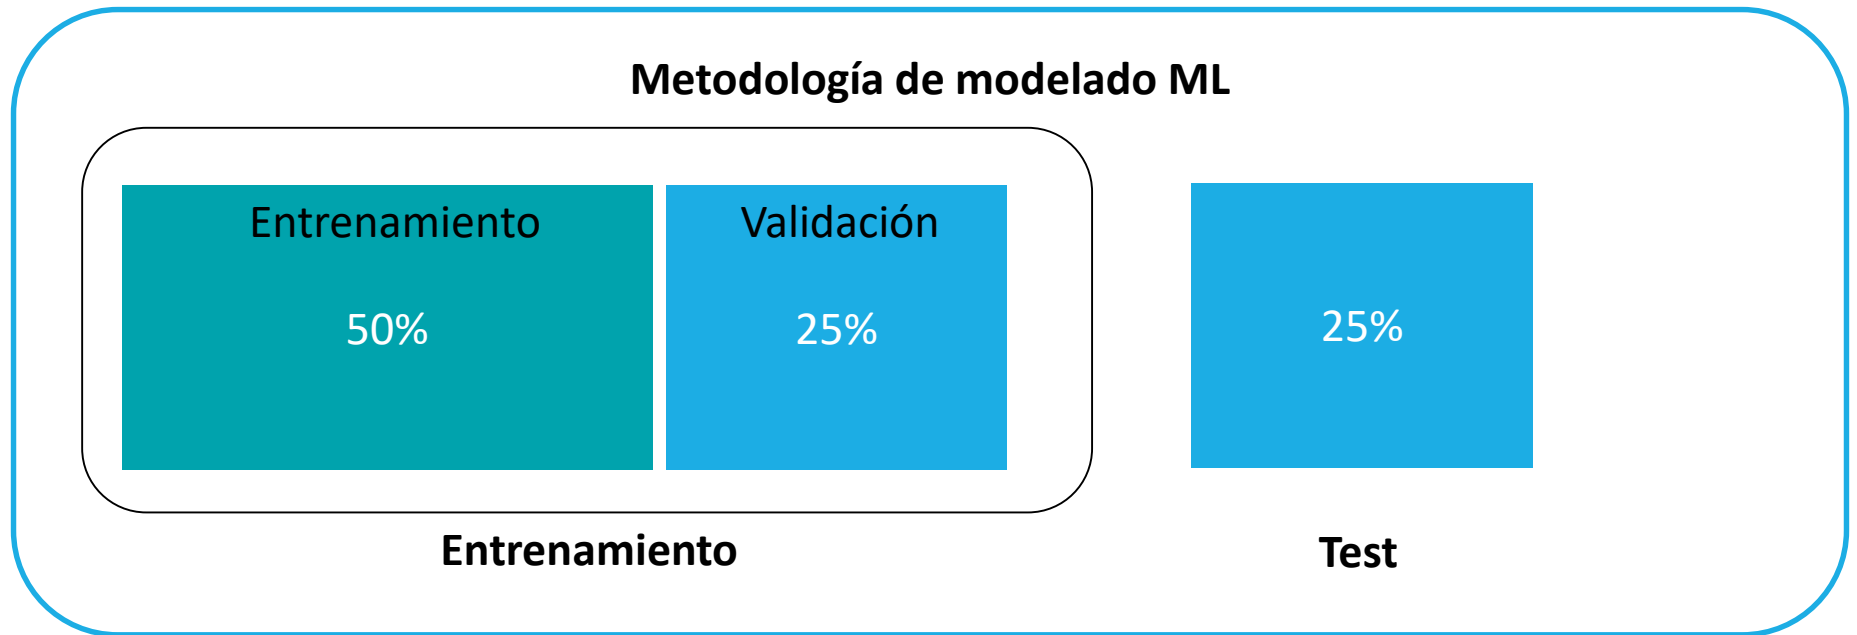 Metodología de modelado ML
Entrenamiento
Validación
50%
25%
25%
Entrenamiento
Test